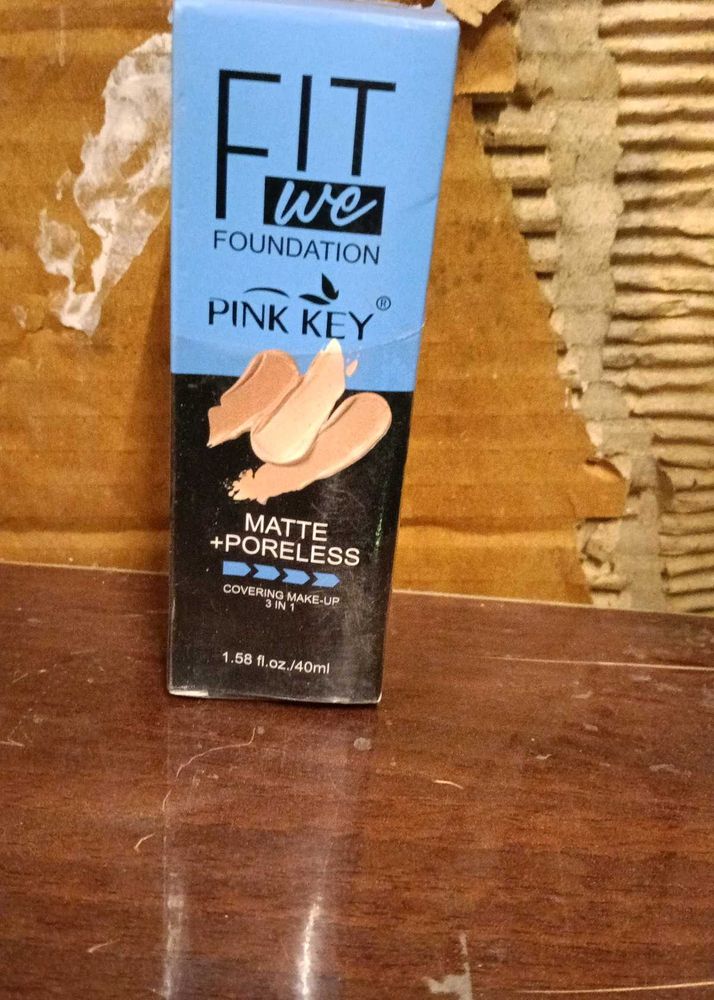 FIT
we
FOUNDATION
PINK KEY®
MATTE
+PORELESS
COVERING MAKE-UP
3 IN 1
1.58 fl.oz./40ml